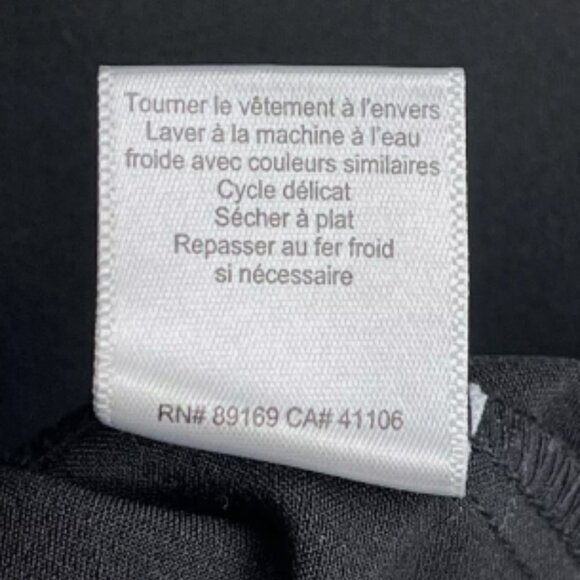 Tourner le vêtement à l'envers
Laver à la machine à l'eau
froide avec couleurs similaires
Cycle délicat
Sécher à plat
Repasser au fer froid
si nécessaire
RN# 89169 CA# 41106